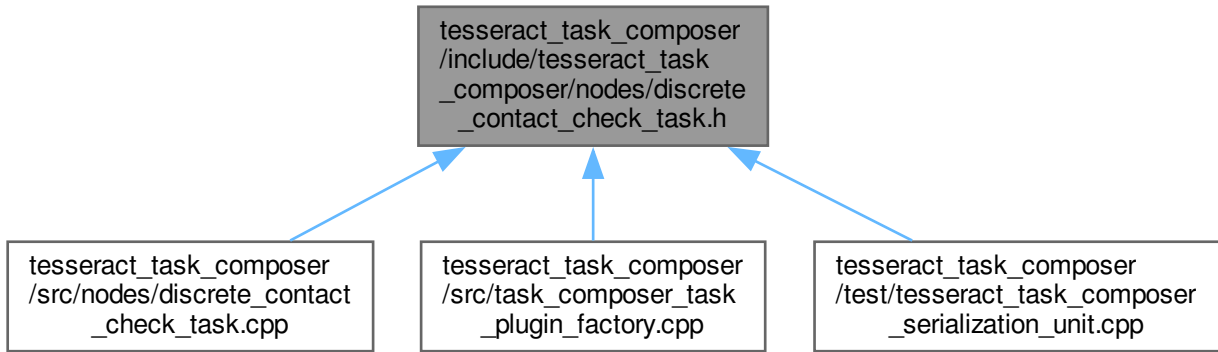 tesseract_task_composer
/include/tesseract_task
_composer/nodes/discrete
_contact_check_task.h
tesseract_task_composer
/src/nodes/discrete_contact
_check_task.cpp
tesseract_task_composer
/src/task_composer_task
_plugin_factory.cpp
tesseract_task_composer
/test/tesseract_task_composer
_serialization_unit.cpp